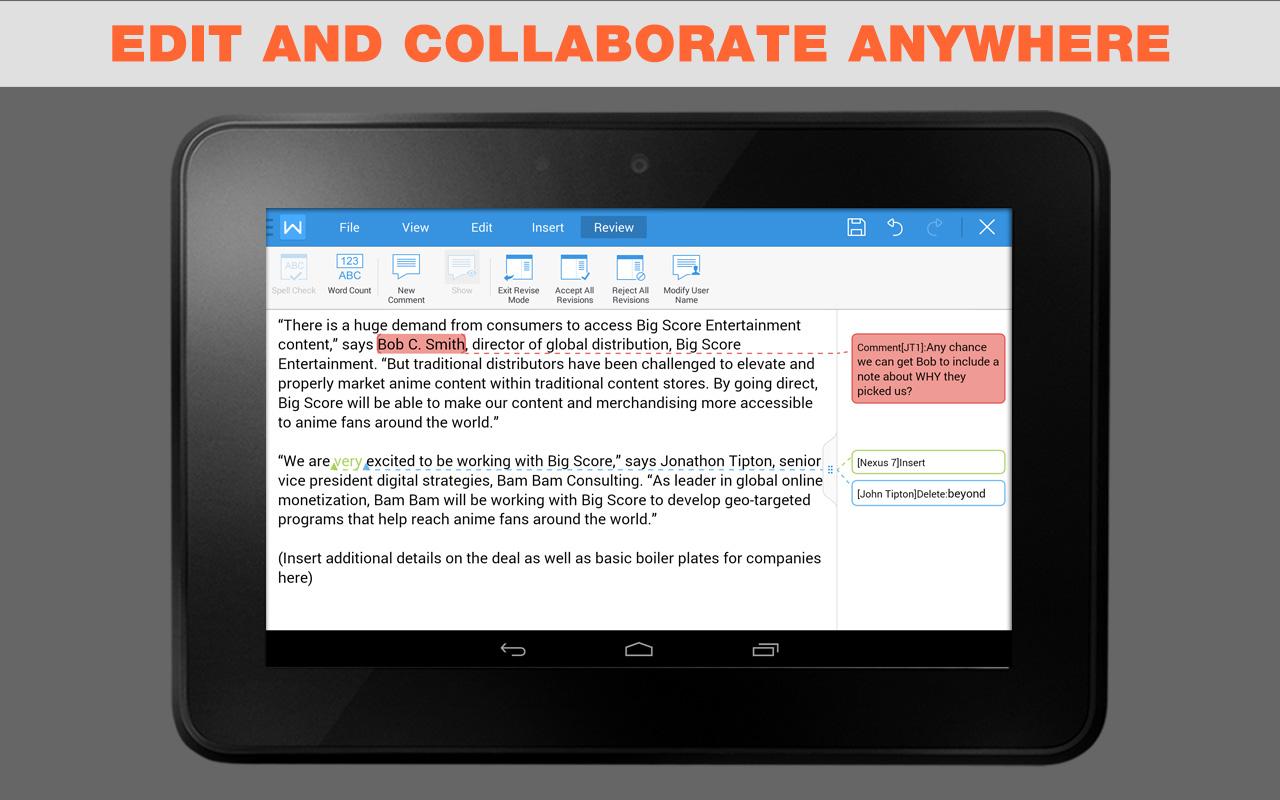 EDIT AND COLLABORATE ANYWHERE
W File View Edit Insert Review
ABC 123 ABC
Spell Check Word Count New Comment Show Exit Revise Mode Accept All Revisions Reject All Revisions Modify User Name
“There is a huge demand from consumers to access Big Score Entertainment
content,” says Bob C. Smith, director of global distribution, Big Score
Entertainment. “But traditional distributors have been challenged to elevate and
properly market anime content within traditional content stores. By going direct,
Big Score will be able to make our content and merchandising more accessible
to anime fans around the world.”
“We are very excited to be working with Big Score,” says Jonathon Tipton, senior
vice president digital strategies, Bam Bam Consulting. “As leader in global online
monetization, Bam Bam will be working with Big Score to develop geo-targeted
programs that help reach anime fans around the world.”
(Insert additional details on the deal as well as basic boiler plates for companies
here)
Comment[JT1]:Any chance
we can get Bob to include a
note about WHY they
picked us?
[Nexus 7]Insert
[John Tipton]Delete:beyond